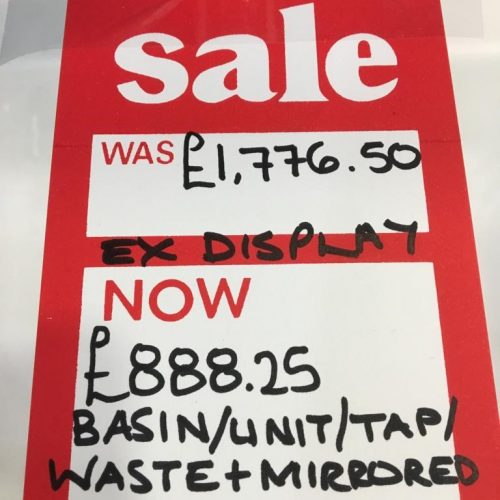 sale
WAS £1,776.50
EX DISPLAY
NOW
£888.25
BASIN/UNIT/TAP/
WASTE+MIRRORED